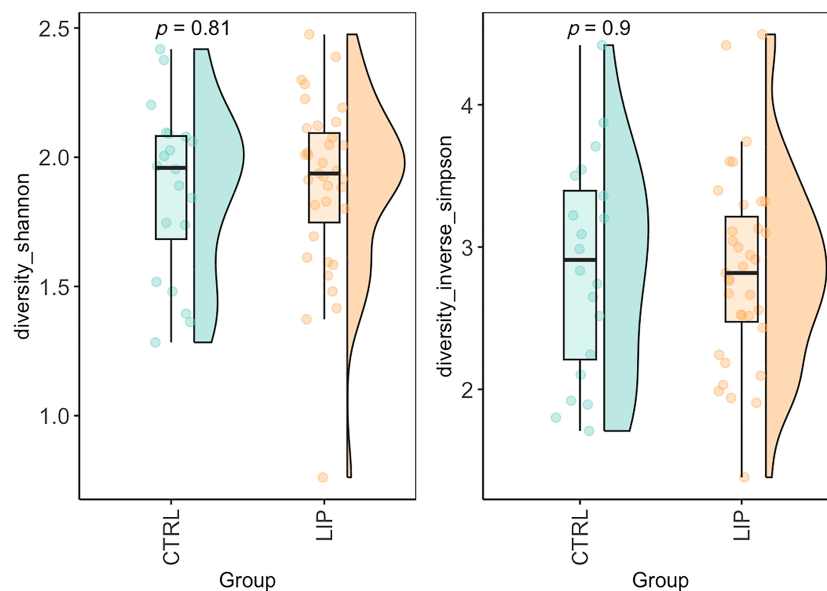 p = 0.81
2.5
2.0
1.5
1.0
diversity_shannon
CTRL
LIP
Group
p = 0.9
4
3
2
diversity_inverse_simpson
CTRL
LIP
Group